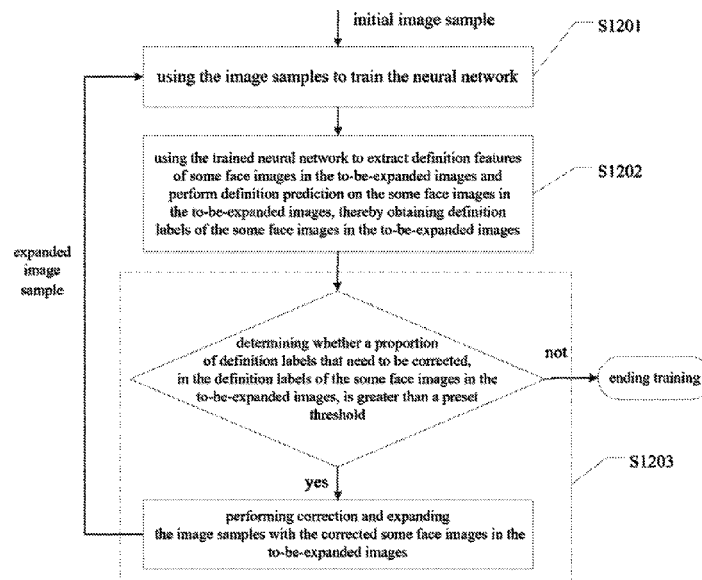 initial image sample
S1201
using the image samples to train the neural network
using the trained neural network to extract definition features
of some face images in the to-be-expanded images and
perform definition prediction on the some face images in
the to-be-expanded images, thereby obtaining definition
labels of the some face images in the to-be-expanded images
S1202
expanded
image
sample
determining whether a proportion
of definition labels that need to be corrected,
in the definition labels of the some face images in the
to-be-expanded images, is greater than a preset
threshold
not
ending training
S1203
yes
performing correction and expanding
the image samples with the corrected some face images in the
to-be-expanded images